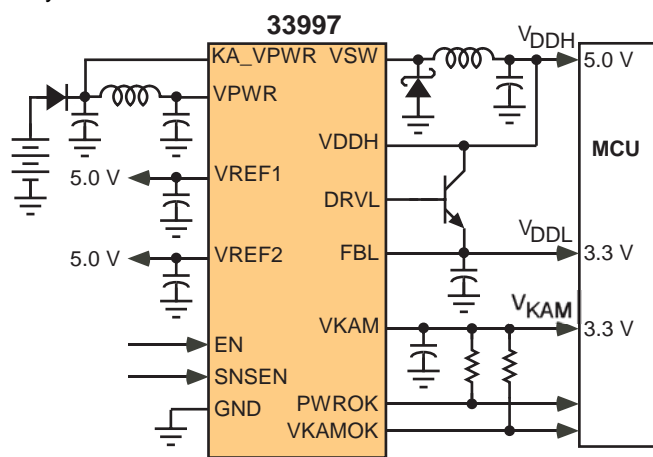 33997
KA_VPWR
VSW
VDDH
5.0 V
VPWR
VDDH
MCU
5.0 V
VREF1
DRVL
5.0 V
VREF2
FBL
VDDL
3.3 V
VKAM
VKAM
3.3 V
EN
SNSEN
GND
PWROK
VKAMOK